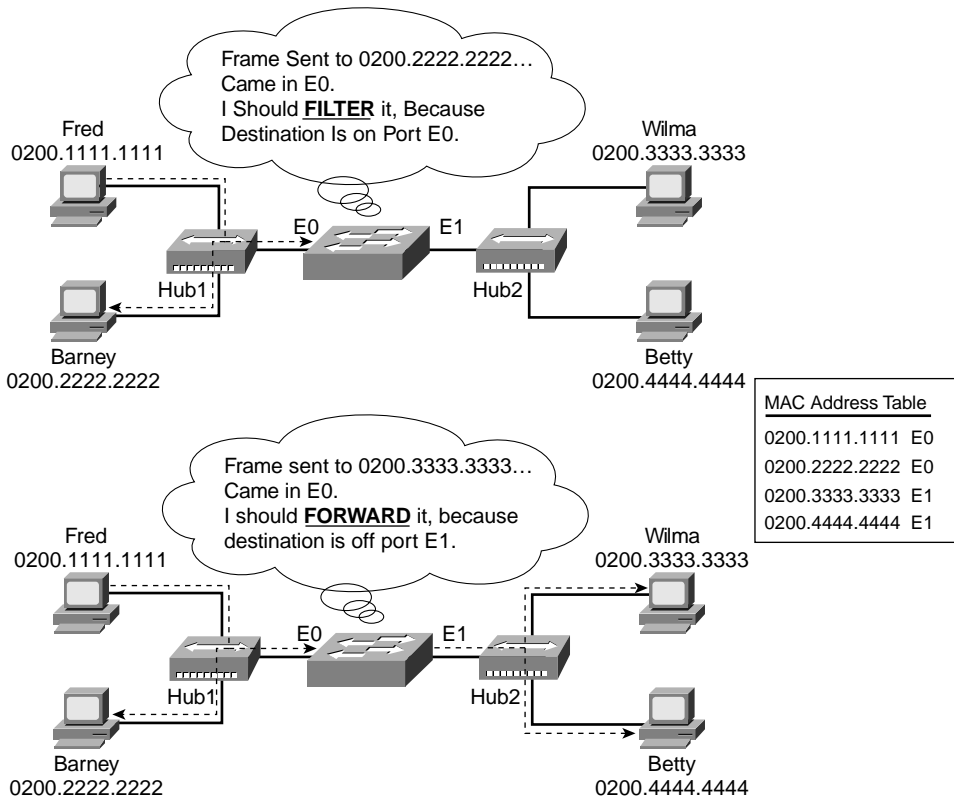 Frame Sent to 0200.2222.2222…
Came in E0.
I Should FILTER it, Because
Destination Is on Port E0.
Fred
0200.1111.1111
Wilma
0200.3333.3333
E0
E1
Hub1
Hub2
Barney
0200.2222.2222
Betty
0200.4444.4444
MAC Address Table
0200.1111.1111 E0
0200.2222.2222 E0
0200.3333.3333 E1
0200.4444.4444 E1
Frame sent to 0200.3333.3333…
Came in E0.
I should FORWARD it, because
destination is off port E1.
Fred
0200.1111.1111
Wilma
0200.3333.3333
E0
E1
Hub1
Hub2
Barney
0200.2222.2222
Betty
0200.4444.4444